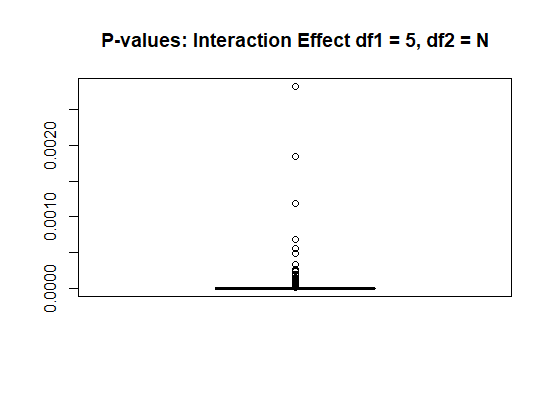 P-values: Interaction Effect df1 = 5, df2 = N
0.0020
0.0010
0.0000